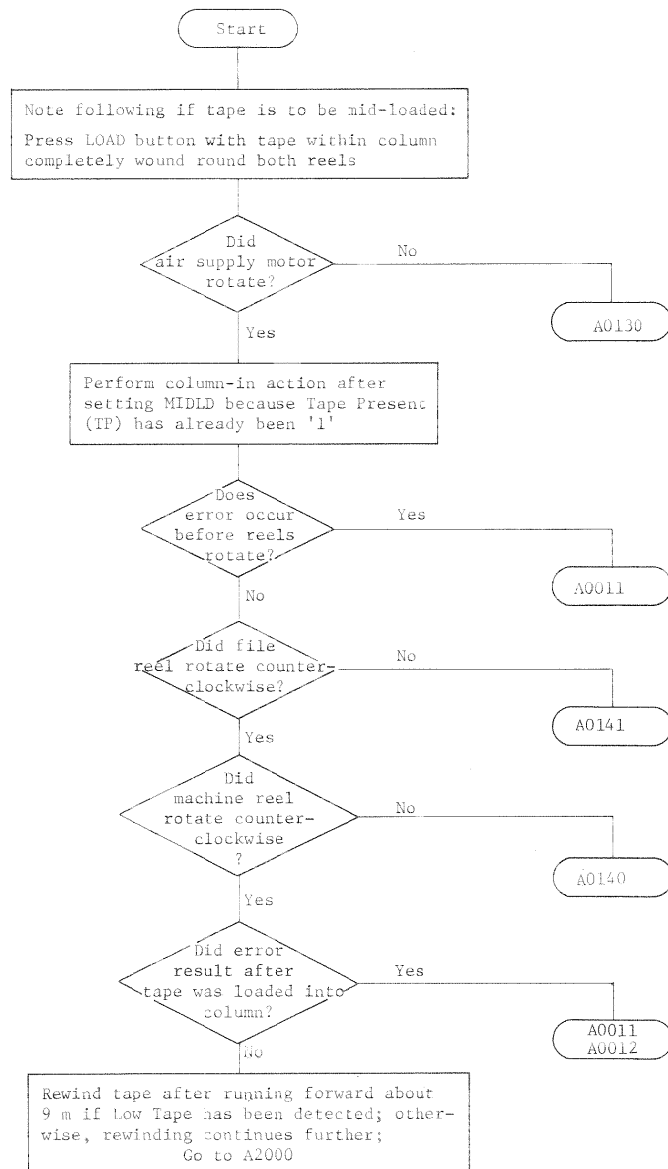 Start
Note following if tape is to be mid-loaded:
Press LOAD button with tape within column
completely wound round both reels
Did
air supply motor
rotate?
No
A0130
Yes
Perform column-in action after
setting MIDLD because Tape Present
(TP) has already been '1'
Does
error occur
before reels
rotate?
Yes
A0011
No
Did file
reel rotate counter-
clockwise?
No
A0141
Yes
Did
machine reel
rotate counter-
clockwise
?
No
A0140
Yes
Did error
result after
tape was loaded into
column?
Yes
A0011
A0012
No
Rewind tape after running forward about
9 m if Low Tape has been detected; other-
wise, rewinding continues further;
Go to A2000